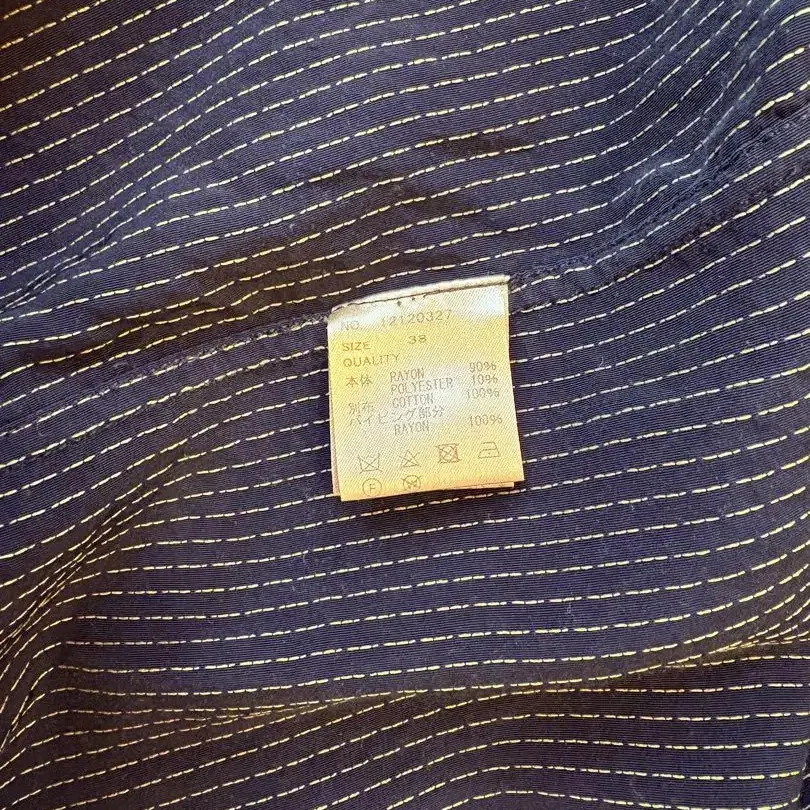 NO. 12120327
SIZE 38
QUALITY
本体 RAYON 90%
POLYESTER 10%
別布 COTTON 100%
パイピング部分
RAYON 100%
F